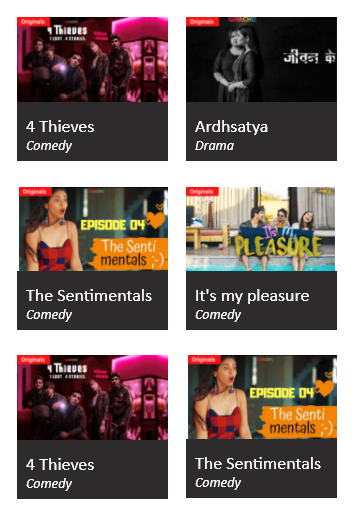 Originals
4 Thieves
1 LOOT. 4 STORIES.
4 Thieves
Comedy
Originals
जीवन के
Ardhsatya
Drama
Originals
EPISODE 04
The Senti
mentals ;-)
The Sentimentals
Comedy
Originals
It's My
PLEASURE
It's my pleasure
Comedy
Originals
4 Thieves
1 LOOT. 4 STORIES.
4 Thieves
Comedy
Originals
EPISODE 04
The Senti
mentals ;-)
The Sentimentals
Comedy